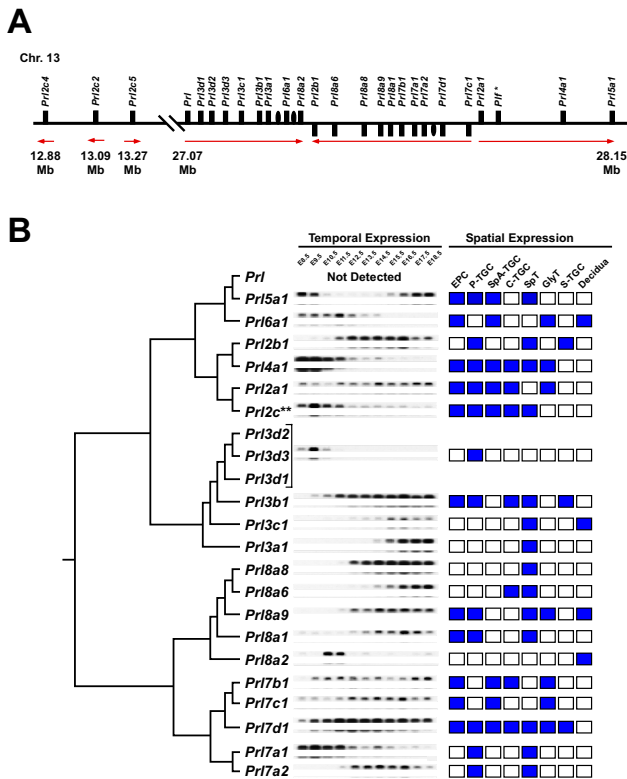 A
Chr. 13
Prl2c4
Prl2c2
Prl2c5
Prl
Prl3d1
Prl3d2
Prl3d3
Prl3c1
Prl3b1
Prl3a1
Prl6a1
Prl8a2
Prl2b1
Prl8a6
Prl8a8
Prl8a9
Prl8a1
Prl7b1
Prl7a1
Prl7a2
Prl7d1
Prl7c1
Prl2a1
Plf *
Prl4a1
Prl5a1
12.88 Mb
13.09 Mb
13.27 Mb
27.07 Mb
28.15 Mb
B
Temporal Expression
Spatial Expression
E8.5 E9.5 E10.5 E11.5 E12.5 E13.5 E14.5 E15.5 E16.5 E17.5 E18.5
EPC P-TGC SpA-TGC C-TGC SpT GlyT S-TGC Decidua
Prl Not Detected
Prl5a1
Prl6a1
Prl2b1
Prl4a1
Prl2a1
Prl2c**
Prl3d2
Prl3d3
Prl3d1
Prl3b1
Prl3c1
Prl3a1
Prl8a8
Prl8a6
Prl8a9
Prl8a1
Prl8a2
Prl7b1
Prl7c1
Prl7d1
Prl7a1
Prl7a2